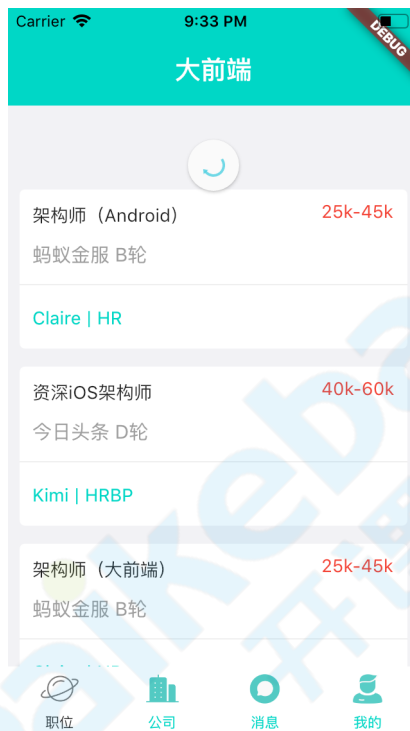 Carrier 9:33 PM
DEBUG
大前端
架构师（Android） 25k-45k
蚂蚁金服 B轮
Claire | HR
资深iOS架构师 40k-60k
今日头条 D轮
Kimi | HRBP
架构师（大前端） 25k-45k
蚂蚁金服 B轮
职位 公司 消息 我的